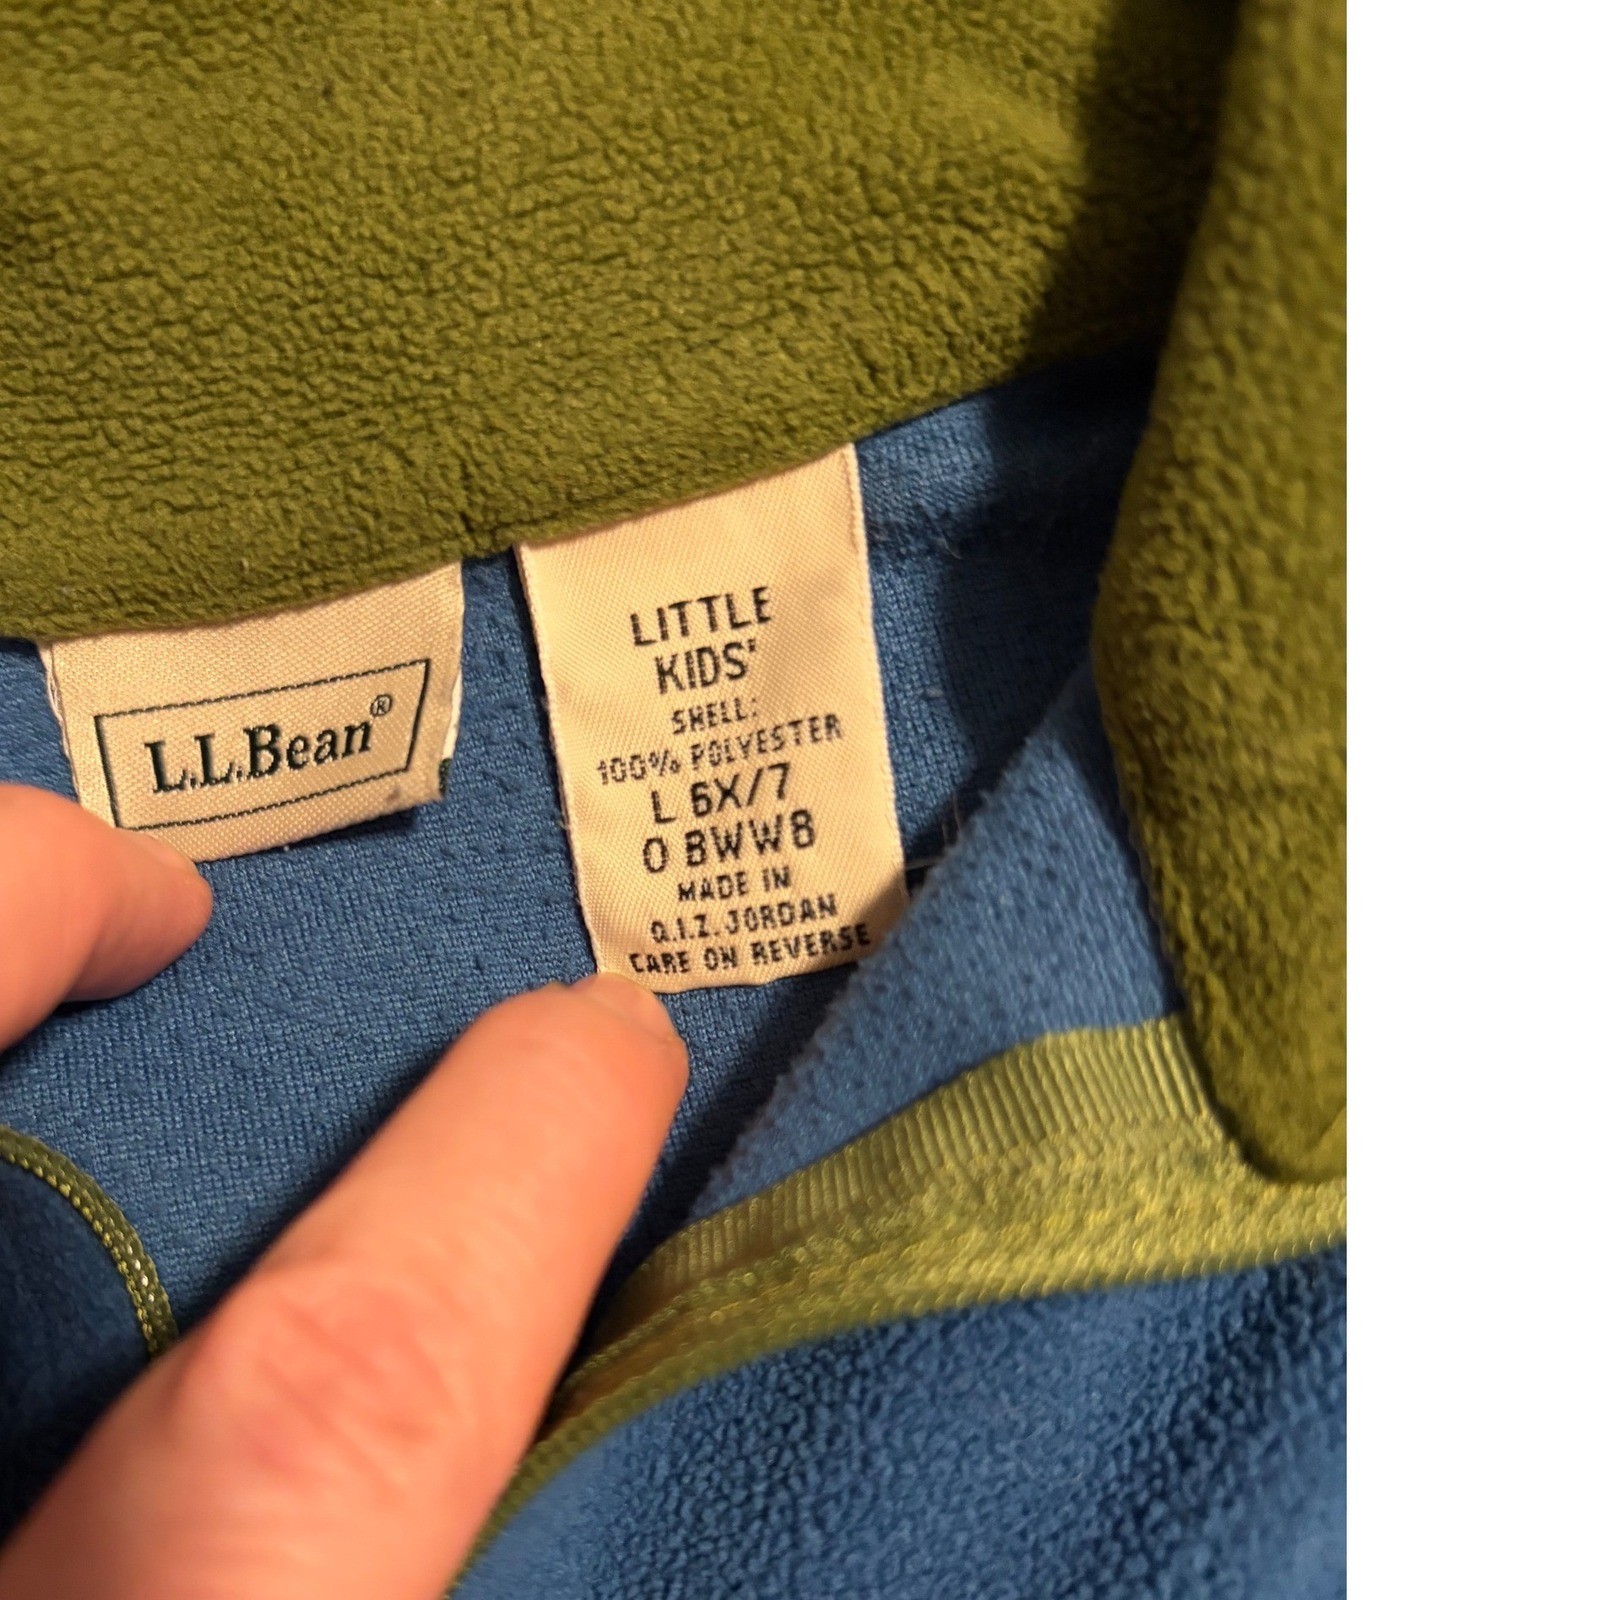 L.L.Bean®
LITTLE
KIDS'
SHELL:
100% POLYESTER
L 6X/7
0 BWW8
MADE IN
Q.I.Z. JORDAN
CARE ON REVERSE